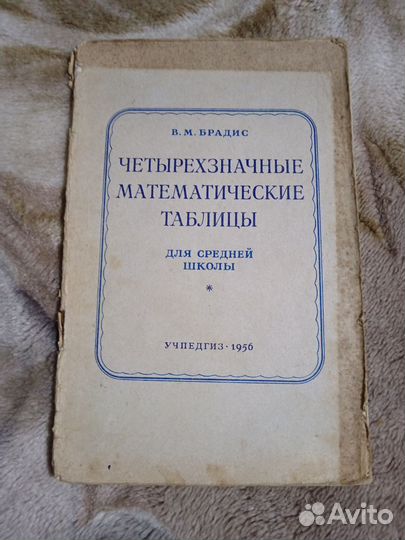 В. М. БРАДИС
ЧЕТЫРЕХЗНАЧНЫЕ
МАТЕМАТИЧЕСКИЕ
ТАБЛИЦЫ
ДЛЯ СРЕДНЕЙ
ШКОЛЫ
*
УЧПЕДГИЗ · 1956
Avito